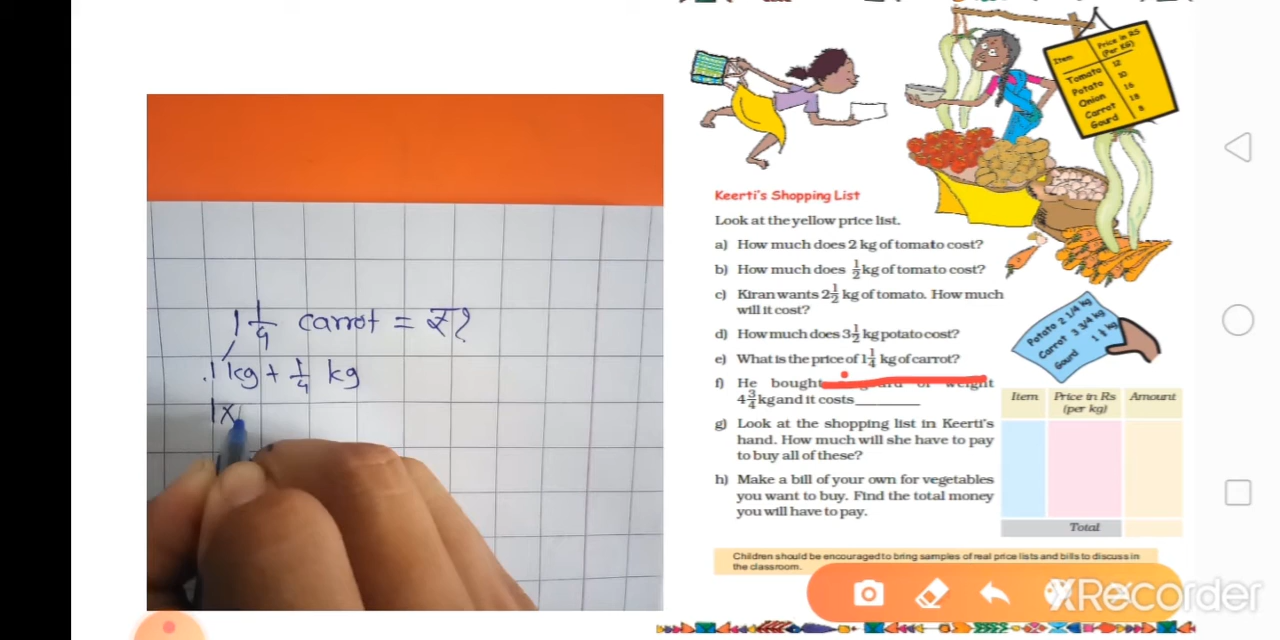 1 1/4 carrot = ₹?
1 kg + 1/4 kg
1×
Item Price in RS (Per KG)
Tomato 12
Potato 10
Onion 16
Carrot 18
Gourd 8
Keerti's Shopping List
Look at the yellow price list.
a) How much does 2 kg of tomato cost?
b) How much does 1/2 kg of tomato cost?
c) Kiran wants 2 1/2 kg of tomato. How much
will it cost?
d) How much does 3 1/2 kg potato cost?
e) What is the price of 1 1/4 kg of carrot?
f) He bought of weight
4 3/4 kg and it costs ________
g) Look at the shopping list in Keerti's
hand. How much will she have to pay
to buy all of these?
h) Make a bill of your own for vegetables
you want to buy. Find the total money
you will have to pay.
Potato 2 1/4 kg
Carrot 3 3/4 kg
Gourd 1 1/2 kg
Item Price in Rs (per kg) Amount
Total
Children should be encouraged to bring samples of real price lists and bills to discuss in
the classroom.
XRecorder